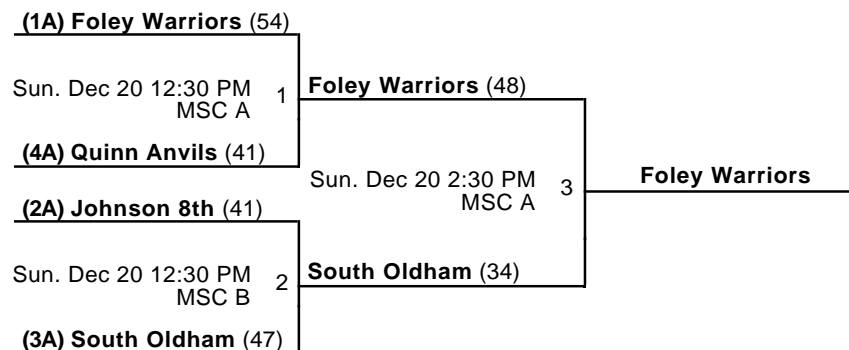 (1A) Foley Warriors (54)
Sun. Dec 20 12:30 PM
MSC A
1
Foley Warriors (48)
(4A) Quinn Anvils (41)
Sun. Dec 20 2:30 PM
MSC A
3
Foley Warriors
(2A) Johnson 8th (41)
Sun. Dec 20 12:30 PM
MSC B
2
South Oldham (34)
(3A) South Oldham (47)